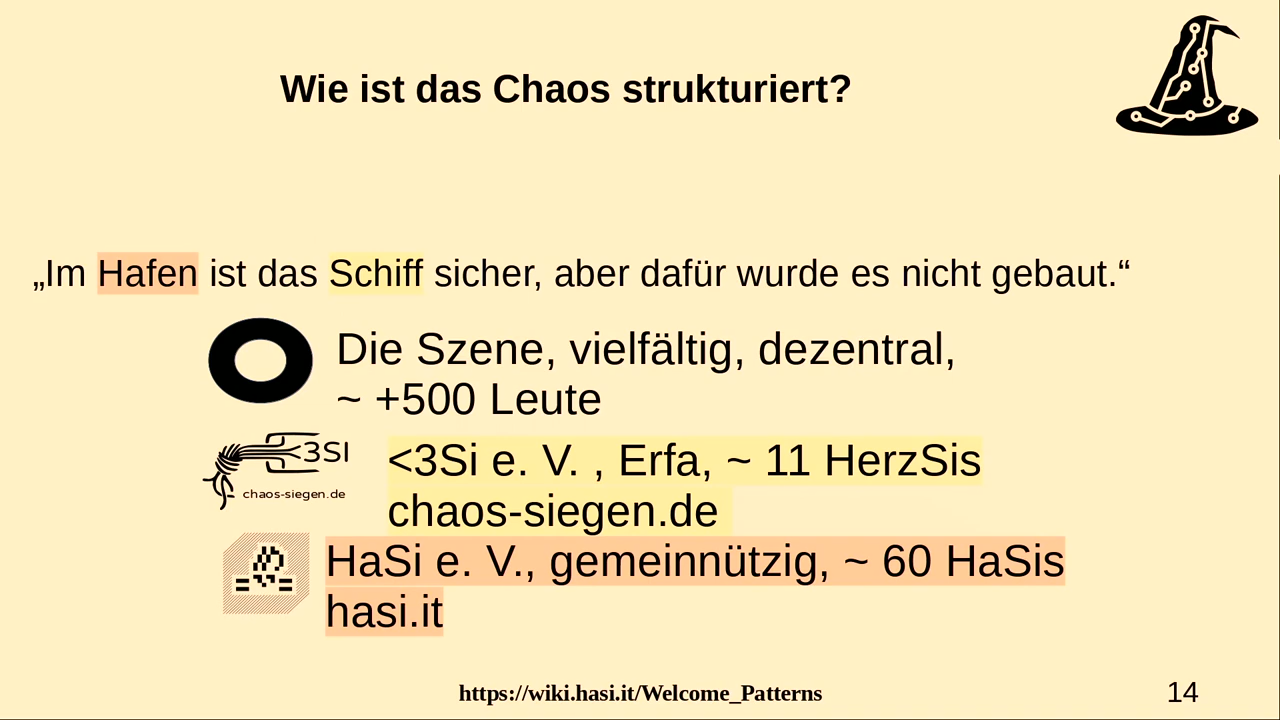 Wie ist das Chaos strukturiert?
„Im Hafen ist das Schiff sicher, aber dafür wurde es nicht gebaut.“
Die Szene, vielfältig, dezentral,
~ +500 Leute
3SI
chaos-siegen.de
<3Si e. V. , Erfa, ~ 11 HerzSis
chaos-siegen.de
HaSi e. V., gemeinnützig, ~ 60 HaSis
hasi.it
https://wiki.hasi.it/Welcome_Patterns
14